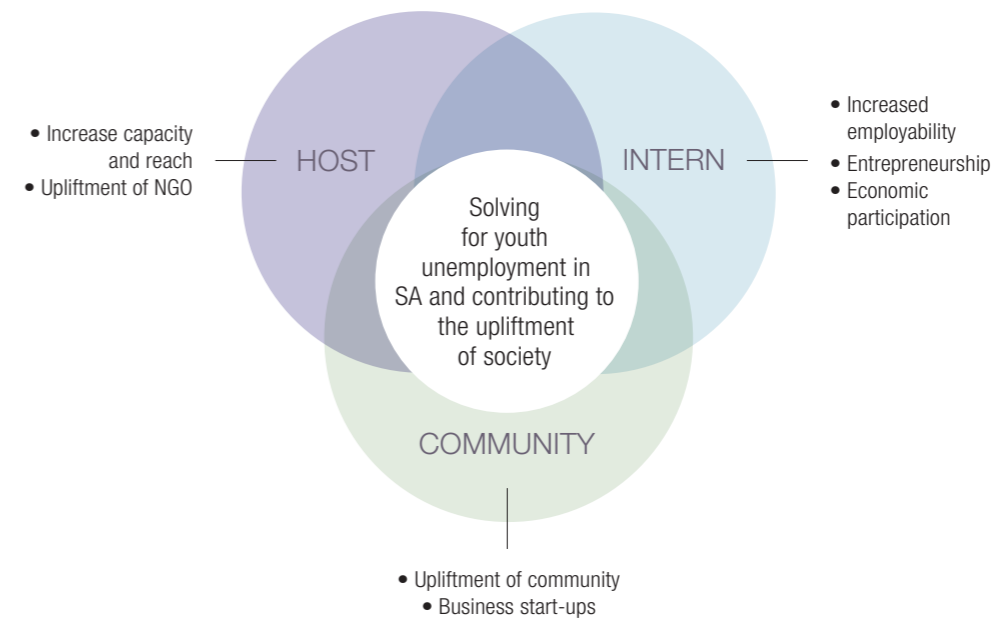 • Increase capacity
and reach
• Upliftment of NGO
HOST
INTERN
• Increased
employability
• Entrepreneurship
• Economic
participation
Solving
for youth
unemployment in
SA and contributing to
the upliftment
of society
COMMUNITY
• Upliftment of community
• Business start-ups